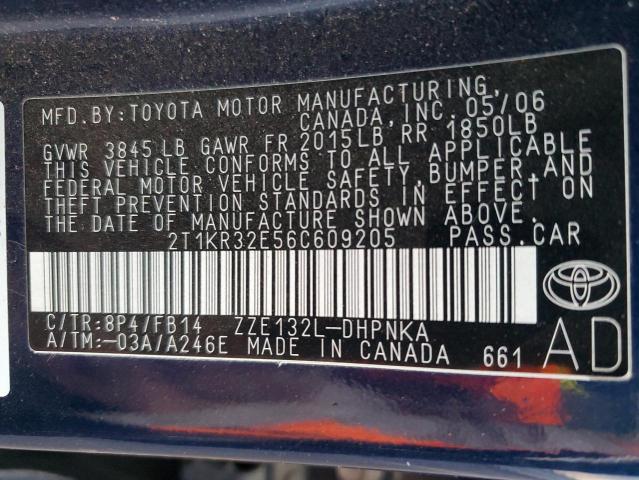 MFD. BY: TOYOTA MOTOR MANUFACTURING,
CANADA, INC. 05/06
GVWR 3845 LB GAWR FR 2015LB RR 1850LB
THIS VEHICLE CONFORMS TO ALL APPLICABLE
FEDERAL MOTOR VEHICLE SAFETY, BUMPER, AND
THEFT PREVENTION STANDARDS IN EFFECT ON
THE DATE OF MANUFACTURE SHOWN ABOVE.
2T1KR32E56C609205 PASS. CAR
C/TR: 8P4/FB14 ZZE132L-DHPNKA
A/TM: -03A/A246E MADE IN CANADA 661 AD